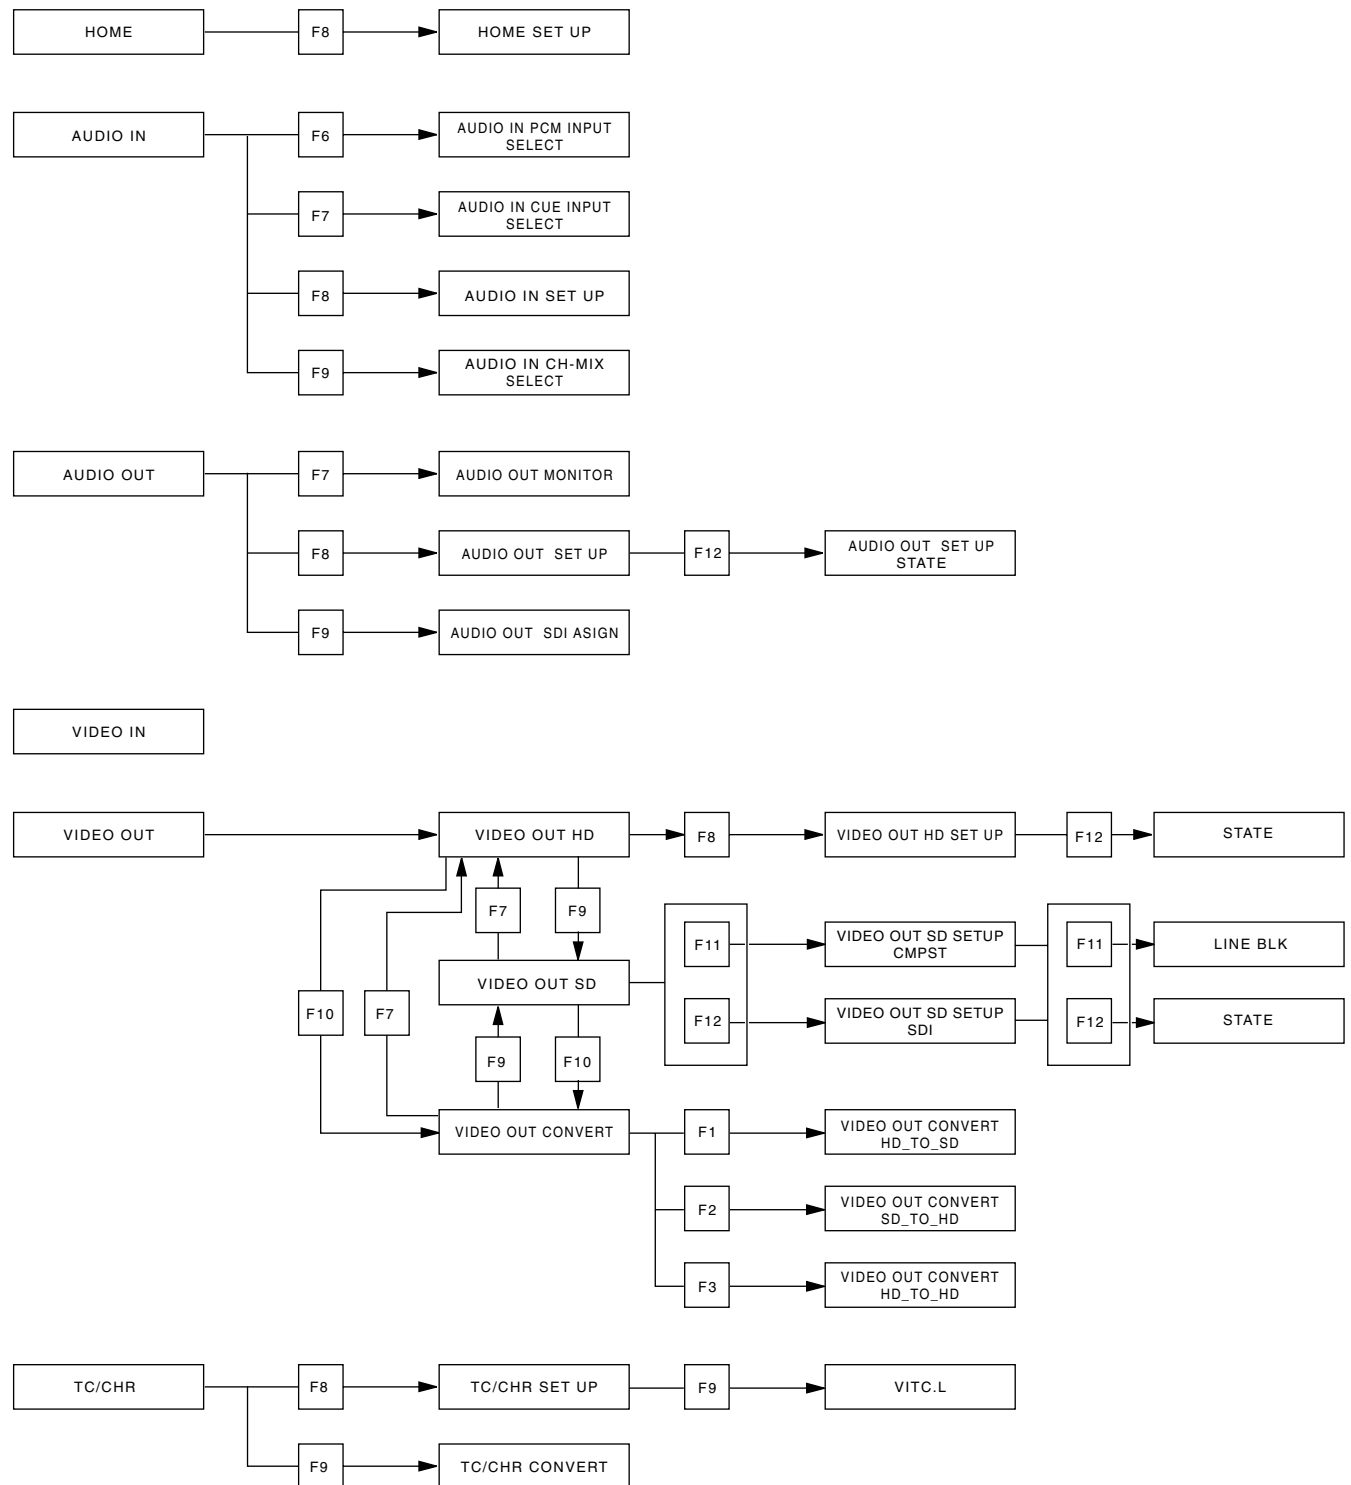 HOME
F8
HOME SET UP
AUDIO IN
F6
AUDIO IN PCM INPUT
SELECT
F7
AUDIO IN CUE INPUT
SELECT
F8
AUDIO IN SET UP
F9
AUDIO IN CH-MIX
SELECT
AUDIO OUT
F7
AUDIO OUT MONITOR
F8
AUDIO OUT SET UP
F12
AUDIO OUT SET UP
STATE
F9
AUDIO OUT SDI ASIGN
VIDEO IN
VIDEO OUT
VIDEO OUT HD
F8
VIDEO OUT HD SET UP
F12
STATE
F7
F9
F11
VIDEO OUT SD SETUP
CMPST
F11
LINE BLK
VIDEO OUT SD
F10
F7
F12
VIDEO OUT SD SETUP
SDI
F12
STATE
F9
F10
VIDEO OUT CONVERT
F1
VIDEO OUT CONVERT
HD_TO_SD
F2
VIDEO OUT CONVERT
SD_TO_HD
F3
VIDEO OUT CONVERT
HD_TO_HD
TC/CHR
F8
TC/CHR SET UP
F9
VITC.L
F9
TC/CHR CONVERT